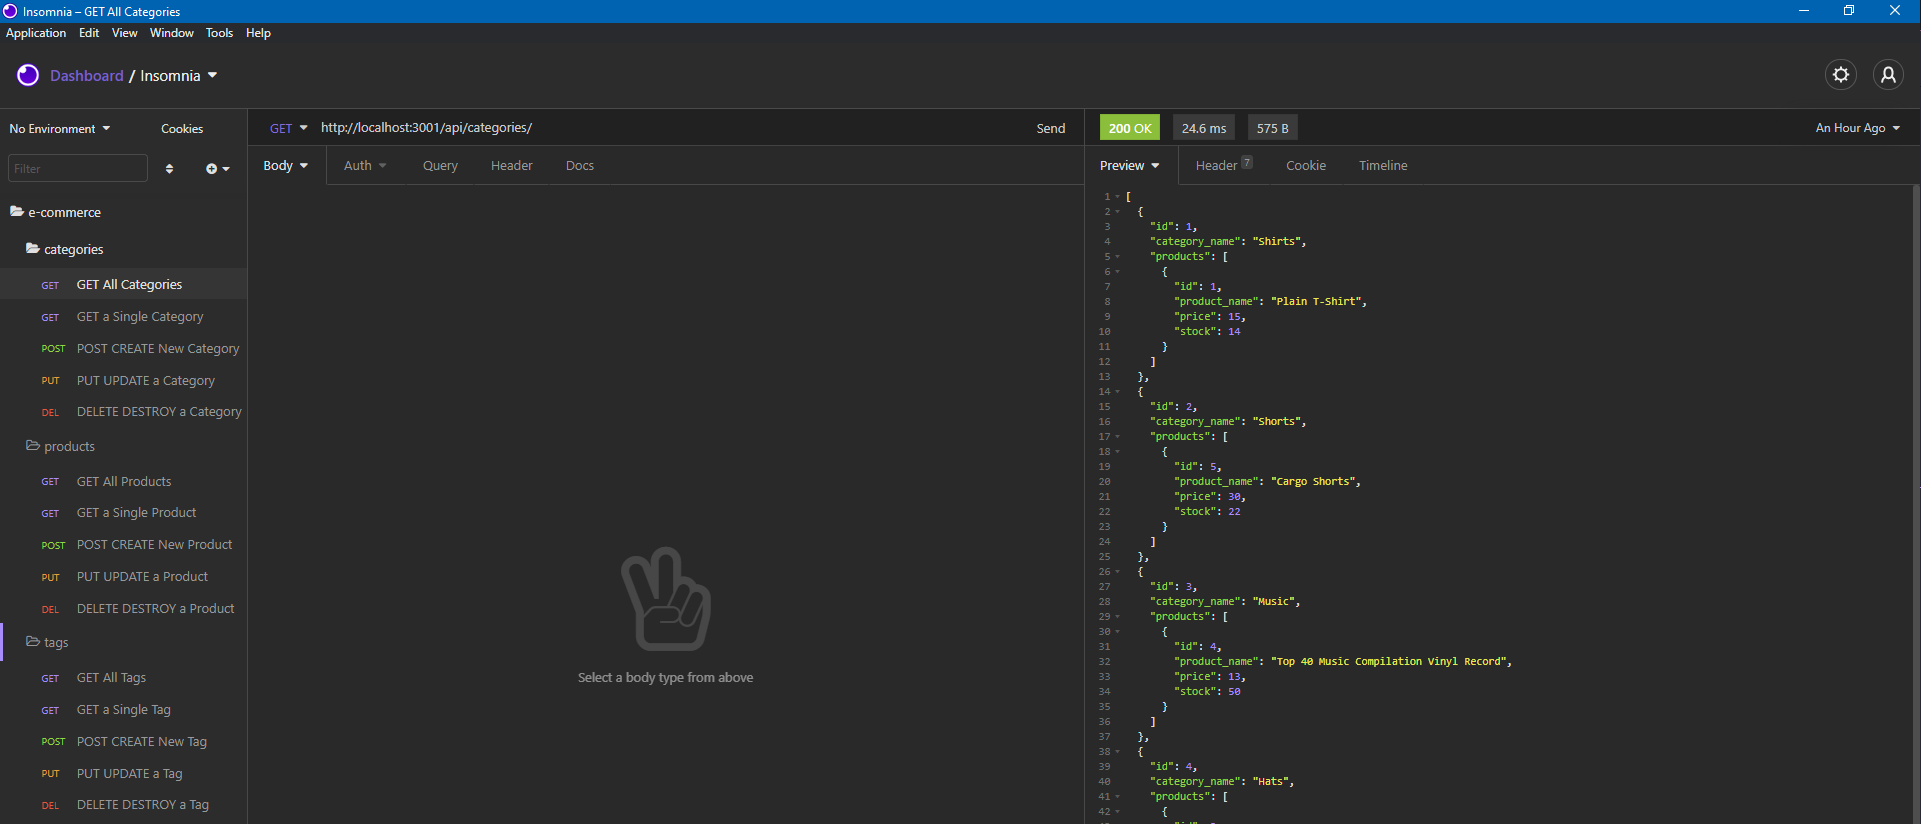 Insomnia – GET All Categories
Application Edit View Window Tools Help
Dashboard / Insomnia
No Environment Cookies
Filter
e-commerce
categories
GET GET All Categories
GET GET a Single Category
POST POST CREATE New Category
PUT PUT UPDATE a Category
DEL DELETE DESTROY a Category
products
GET GET All Products
GET GET a Single Product
POST POST CREATE New Product
PUT PUT UPDATE a Product
DEL DELETE DESTROY a Product
tags
GET GET All Tags
GET GET a Single Tag
POST POST CREATE New Tag
PUT PUT UPDATE a Tag
DEL DELETE DESTROY a Tag
GET http://localhost:3001/api/categories/ Send
Body Auth Query Header Docs
Select a body type from above
200 OK 24.6 ms 575 B An Hour Ago
Preview Header 7 Cookie Timeline
1 [
2 {
3 "id": 1,
4 "category_name": "Shirts",
5 "products": [
6 {
7 "id": 1,
8 "product_name": "Plain T-Shirt",
9 "price": 15,
10 "stock": 14
11 }
12 ]
13 },
14 {
15 "id": 2,
16 "category_name": "Shorts",
17 "products": [
18 {
19 "id": 5,
20 "product_name": "Cargo Shorts",
21 "price": 30,
22 "stock": 22
23 }
24 ]
25 },
26 {
27 "id": 3,
28 "category_name": "Music",
29 "products": [
30 {
31 "id": 4,
32 "product_name": "Top 40 Music Compilation Vinyl Record",
33 "price": 13,
34 "stock": 50
35 }
36 ]
37 },
38 {
39 "id": 4,
40 "category_name": "Hats",
41 "products": [
42 {